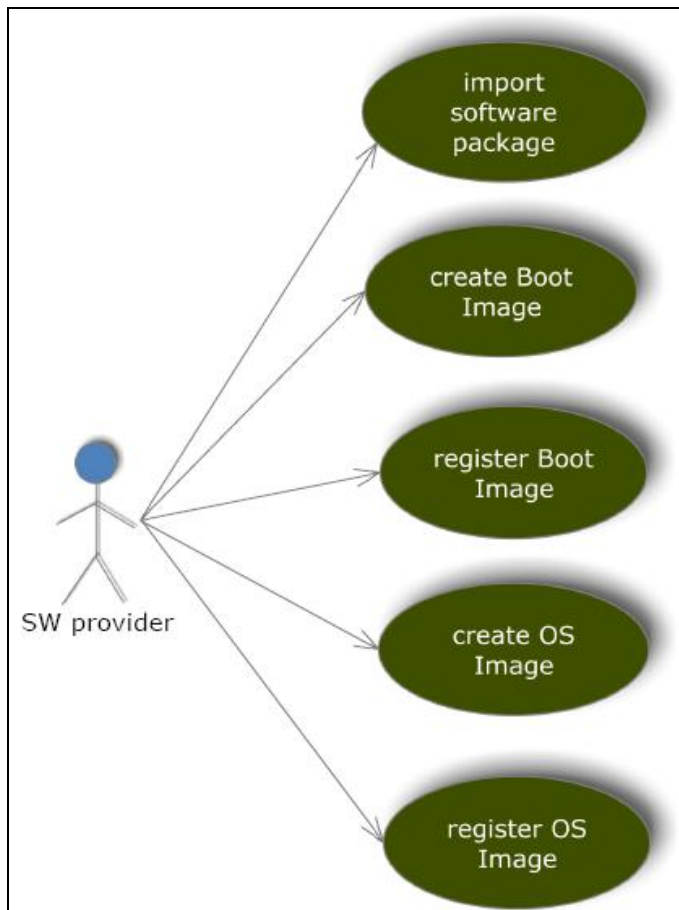 import
software
package
create Boot
Image
register Boot
Image
SW provider
create OS
Image
register OS
Image